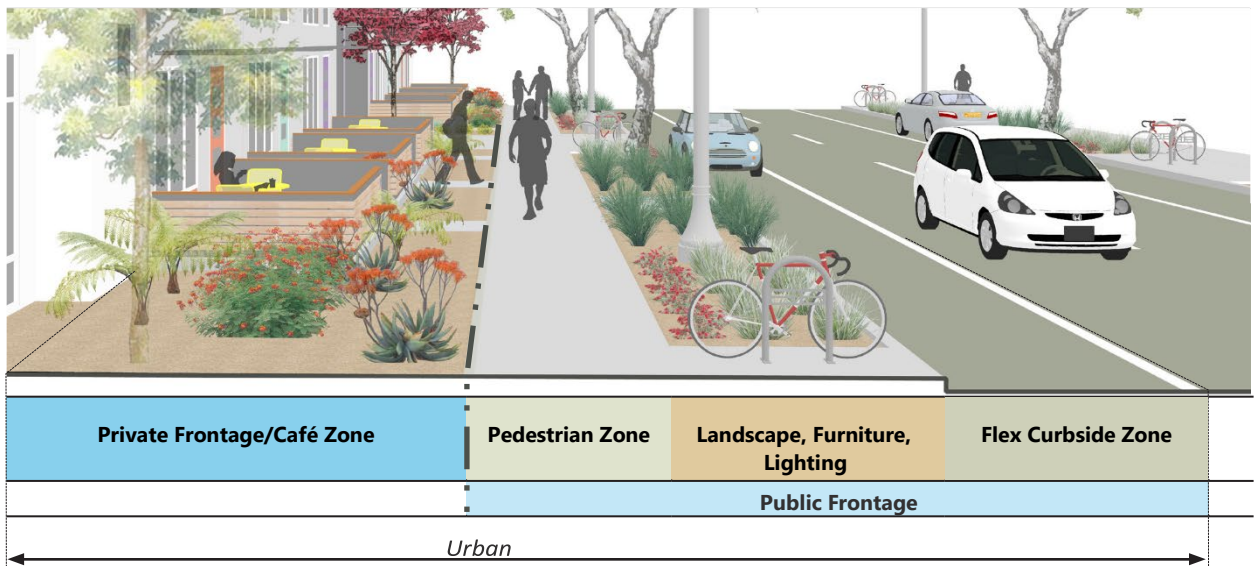 Private Frontage/Café Zone
Pedestrian Zone
Landscape, Furniture,
Lighting
Flex Curbside Zone
Public Frontage
Urban